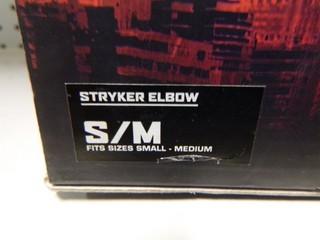 STRYKER ELBOW
S/M
FITS SIZES SMALL - MEDIUM